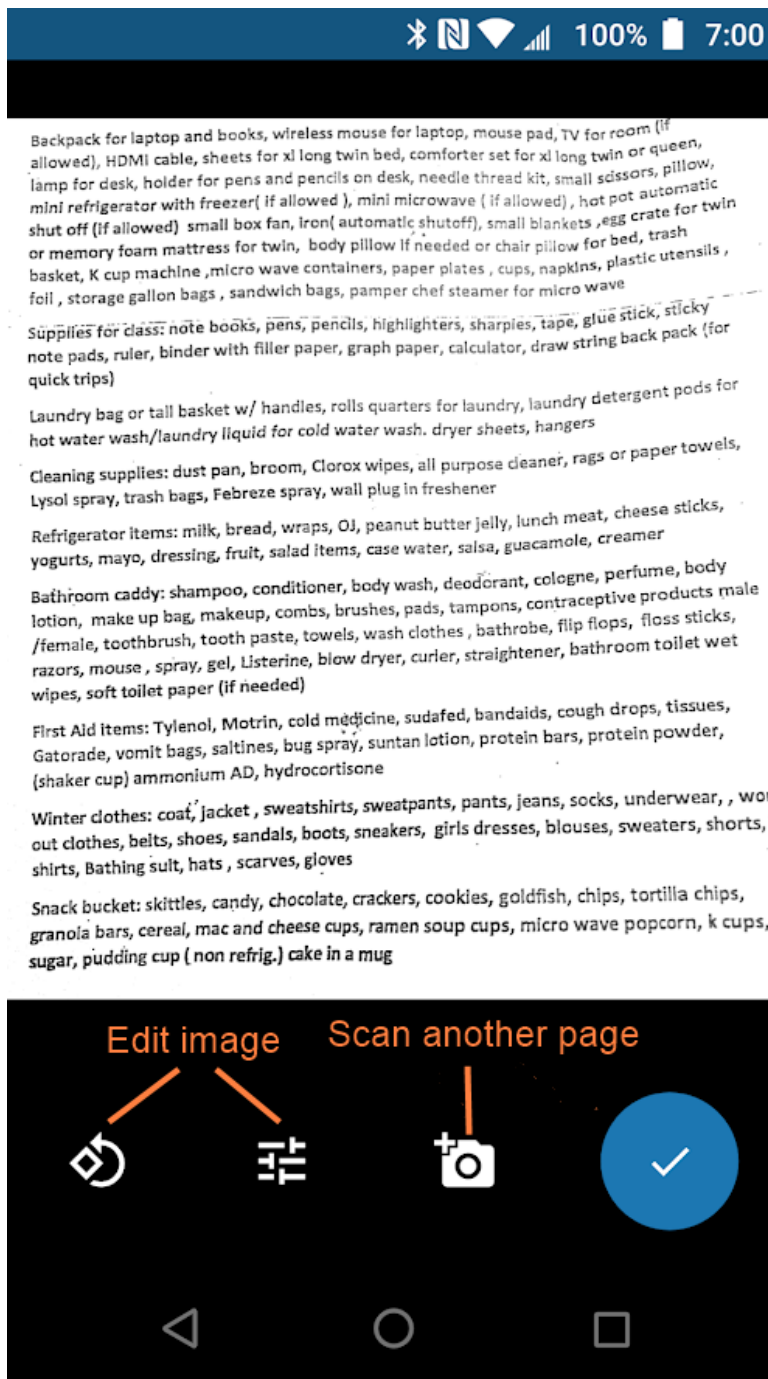 100% 7:00
Backpack for laptop and books, wireless mouse for laptop, mouse pad, TV for room (if
allowed), HDMI cable, sheets for xl long twin bed, comforter set for xl long twin or queen,
lamp for desk, holder for pens and pencils on desk, needle thread kit, small scissors, pillow,
mini refrigerator with freezer( if allowed ), mini microwave ( if allowed) , hot pot automatic
shut off (if allowed) small box fan, iron( automatic shutoff), small blankets ,egg crate for twin
or memory foam mattress for twin, body pillow if needed or chair pillow for bed, trash
basket, K cup machine ,micro wave containers, paper plates , cups, napkins, plastic utensils ,
foil , storage gallon bags , sandwich bags, pamper chef steamer for micro wave
Supplies for class: note books, pens, pencils, highlighters, sharpies, tape, glue stick, sticky
note pads, ruler, binder with filler paper, graph paper, calculator, draw string back pack (for
quick trips)
Laundry bag or tall basket w/ handles, rolls quarters for laundry, laundry detergent pods for
hot water wash/laundry liquid for cold water wash. dryer sheets, hangers
Cleaning supplies: dust pan, broom, Clorox wipes, all purpose cleaner, rags or paper towels,
Lysol spray, trash bags, Febreze spray, wall plug in freshener
Refrigerator items: milk, bread, wraps, OJ, peanut butter jelly, lunch meat, cheese sticks,
yogurts, mayo, dressing, fruit, salad items, case water, salsa, guacamole, creamer
Bathroom caddy: shampoo, conditioner, body wash, deodorant, cologne, perfume, body
lotion, make up bag, makeup, combs, brushes, pads, tampons, contraceptive products male
/female, toothbrush, tooth paste, towels, wash clothes , bathrobe, flip flops, floss sticks,
razors, mouse , spray, gel, Listerine, blow dryer, curler, straightener, bathroom toilet wet
wipes, soft toilet paper (if needed)
First Aid items: Tylenol, Motrin, cold medicine, sudafed, bandaids, cough drops, tissues,
Gatorade, vomit bags, saltines, bug spray, suntan lotion, protein bars, protein powder,
(shaker cup) ammonium AD, hydrocortisone
Winter clothes: coat, jacket , sweatshirts, sweatpants, pants, jeans, socks, underwear, , wor
out clothes, belts, shoes, sandals, boots, sneakers, girls dresses, blouses, sweaters, shorts,
shirts, Bathing suit, hats , scarves, gloves
Snack bucket: skittles, candy, chocolate, crackers, cookies, goldfish, chips, tortilla chips,
granola bars, cereal, mac and cheese cups, ramen soup cups, micro wave popcorn, k cups,
sugar, pudding cup ( non refrig.) cake in a mug
Edit image Scan another page